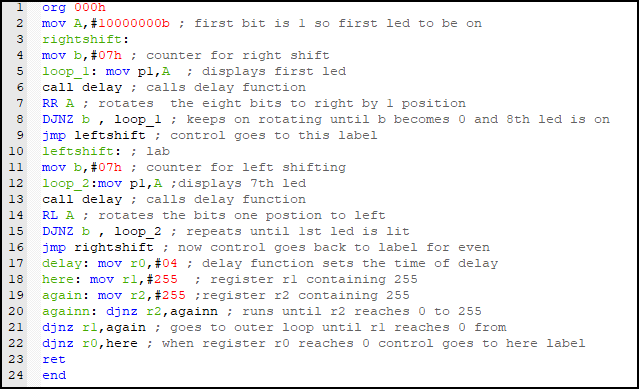 1 org 000h
2 mov A,#10000000b ; first bit is 1 so first led to be on
3 rightshift:
4 mov b,#07h ; counter for right shift
5 loop_1: mov p1,A  ; displays first led
6 call delay ; calls delay function
7 RR A ; rotates  the eight bits to right by 1 position
8 DJNZ b , loop_1 ; keeps on rotating until b becomes 0 and 8th led is on
9 jmp leftshift ; control goes to this label
10 leftshift: ; lab
11 mov b,#07h ; counter for left shifting
12 loop_2:mov p1,A ;displays 7th led
13 call delay ; calls delay function
14 RL A ; rotates the bits one postion to left
15 DJNZ b , loop_2 ; repeats until 1st led is lit
16 jmp rightshift ; now control goes back to label for even
17 delay: mov r0,#04 ; delay function sets the time of delay
18 here: mov r1,#255  ; register r1 containing 255
19 again: mov r2,#255 ;register r2 containing 255
20 againn: djnz r2,againn ; runs until r2 reaches 0 to 255
21 djnz r1,again ; goes to outer loop until r1 reaches 0 from
22 djnz r0,here ; when register r0 reaches 0 control goes to here label
23 ret
24 end